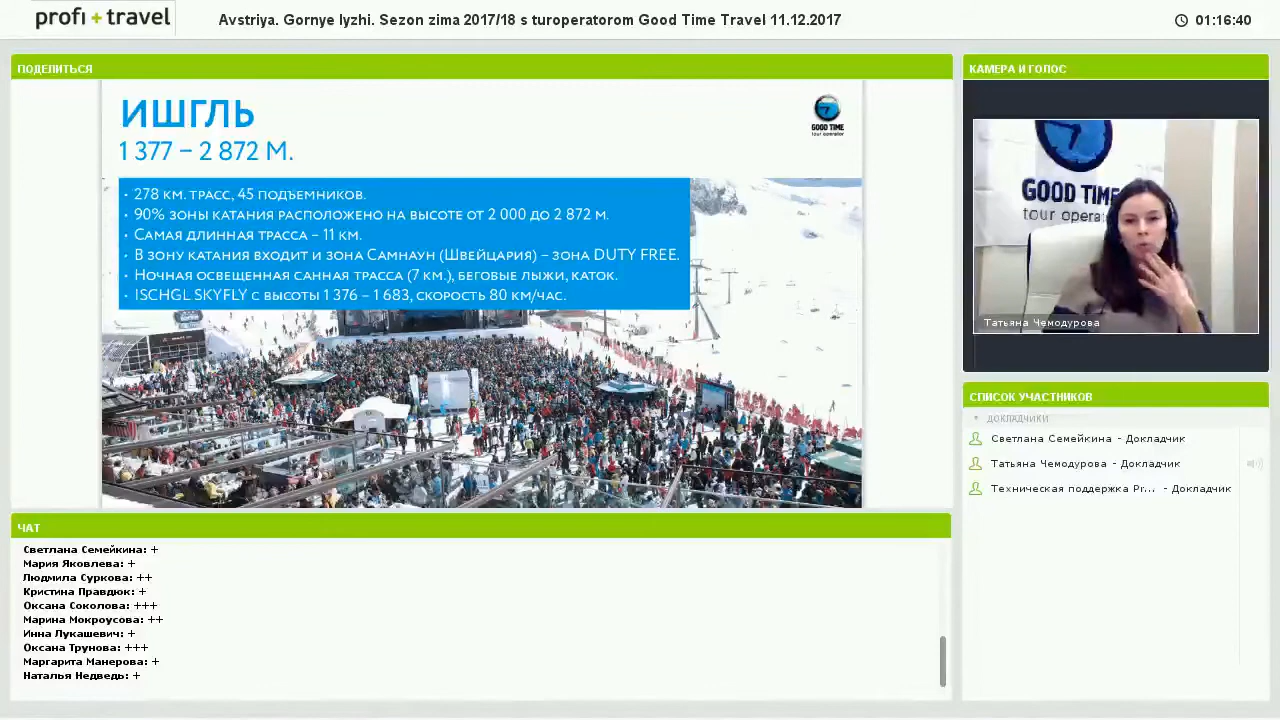 profi + travel
Avstriya. Gornye lyzhi. Sezon zima 2017/18 s turoperatorom Good Time Travel 11.12.2017
01:16:40
ПОДЕЛИТЬСЯ
ИШГЛЬ
1 377 – 2 872 М.
GOOD TIME
tour operator
• 278 КМ. ТРАСС, 45 ПОДЪЕМНИКОВ.
• 90% ЗОНЫ КАТАНИЯ РАСПОЛОЖЕНО НА ВЫСОТЕ ОТ 2 000 ДО 2 872 М.
• САМАЯ ДЛИННАЯ ТРАССА – 11 КМ.
• В ЗОНУ КАТАНИЯ ВХОДИТ И ЗОНА САМНАУН (ШВЕЙЦАРИЯ) – ЗОНА DUTY FREE.
• НОЧНАЯ ОСВЕЩЕННАЯ САННАЯ ТРАССА (7 КМ.), БЕГОВЫЕ ЛЫЖИ, КАТОК.
• ISCHGL SKYFLY С ВЫСОТЫ 1 376 – 1 683, СКОРОСТЬ 80 КМ/ЧАС.
КАМЕРА И ГОЛОС
GOOD TIME
tour opera
Татьяна Чемодурова
СПИСОК УЧАСТНИКОВ
ДОКЛАДЧИКИ
Светлана Семейкина - Докладчик
Татьяна Чемодурова - Докладчик
Техническая поддержка Pr... - Докладчик
ЧАТ
Светлана Семейкина: +
Мария Яковлева: +
Людмила Суркова: ++
Кристина Правдюк: +
Оксана Соколова: +++
Марина Мокроусова: ++
Инна Лукашевич: +
Оксана Трунова: +++
Маргарита Манерова: +
Наталья Недведь: +